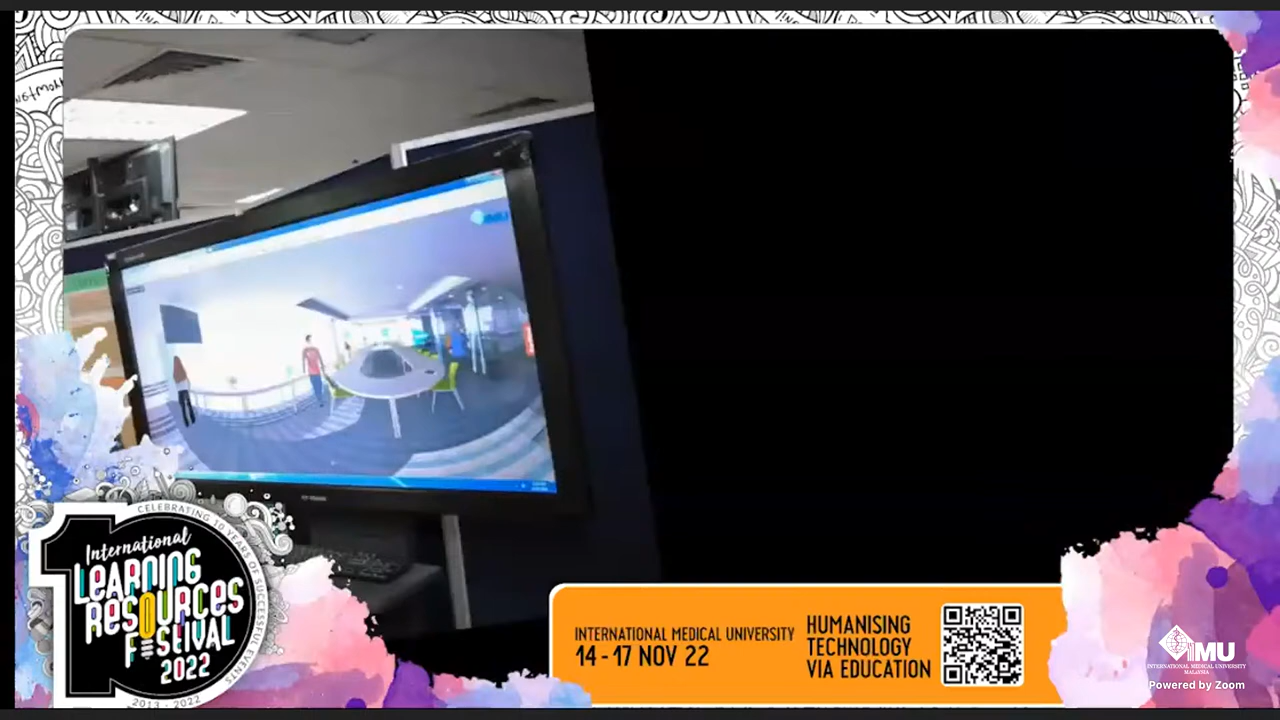 CELEBRATING 10 YEARS OF SUCCESSFUL EVENTS
10
International
LEARNING
RESOURCES
FESTIVAL
2022
2013 - 2022
INTERNATIONAL MEDICAL UNIVERSITY
14 - 17 NOV 22
HUMANISING
TECHNOLOGY
VIA EDUCATION
IMU
INTERNATIONAL MEDICAL UNIVERSITY
MALAYSIA
Powered by Zoom